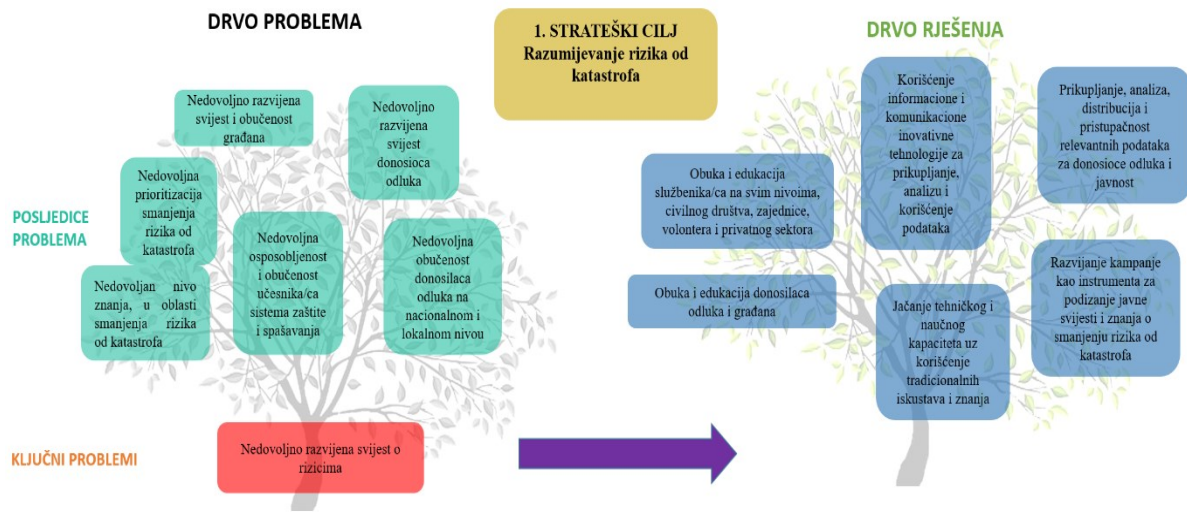 DRVO PROBLEMA
1. STRATEŠKI CILJ
Razumijevanje rizika od
katastrofa
DRVO RJEŠENJA
Nedovoljno razvijena
svijest i obučenost
građana
Nedovoljno
razvijena
svijest donosioca
odluka
Nedovoljna
prioritizacija
smanjenja
rizika od
katastrofa
POSLJEDICE
PROBLEMA
Nedovoljan nivo
znanja, u oblasti
smanjenja rizika
od katastrofa
Nedovoljna
osposobljenost
i obučenost
učesnika/ca
sistema zaštite
i spašavanja
Nedovoljna
obučenost
donosilaca
odluka na
nacionalnom i
lokalnom nivou
KLJUČNI PROBLEMI
Nedovoljno razvijena svijest o
rizicima
Korišćenje
informacione i
komunikacione
inovativne
tehnologije za
prikupljanje,
analizu i
korišćenje
podataka
Prikupljanje, analiza,
distribucija i
pristupačnost
relevantnih podataka
za donosioce odluka i
javnost
Obuka i edukacija
službenika/ca na svim nivoima,
civilnog društva, zajednice,
volontera i privatnog sektora
Obuka i edukacija donosilaca
odluka i građana
Jačanje tehničkog i
naučnog
kapaciteta uz
korišćenje
tradicionalnih
iskustava i znanja
Razvijanje kampanje
kao instrumenta za
podizanje javne
svijesti i znanja o
smanjenju rizika od
katastrofa